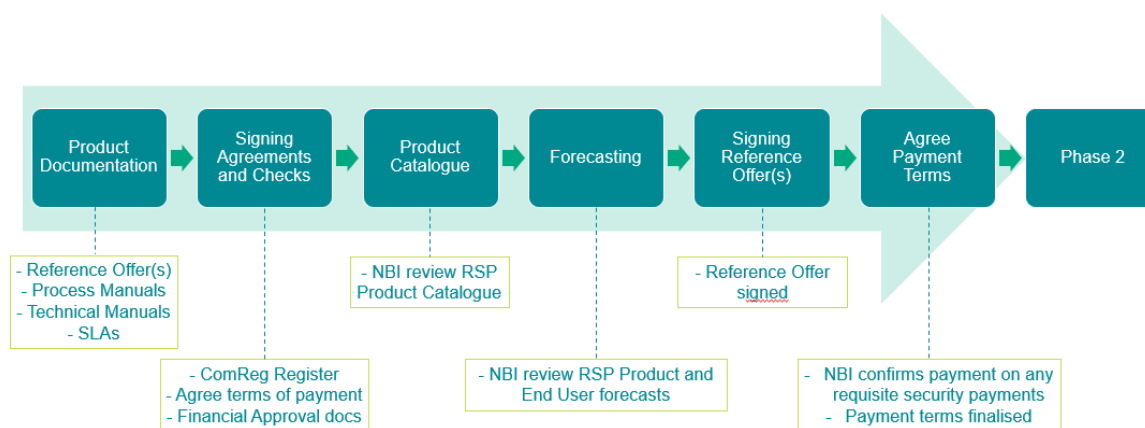 Product
Documentation
Signing
Agreements
and Checks
Product
Catalogue
Forecasting
Signing
Reference
Offer(s)
Agree
Payment
Terms
Phase 2
- Reference Offer(s)
- Process Manuals
- Technical Manuals
- SLAs
- ComReg Register
- Agree terms of payment
- Financial Approval docs
- NBI review RSP
Product Catalogue
- NBI review RSP Product and
End User forecasts
- Reference Offer
signed
- NBI confirms payment on any
requisite security payments
- Payment terms finalised